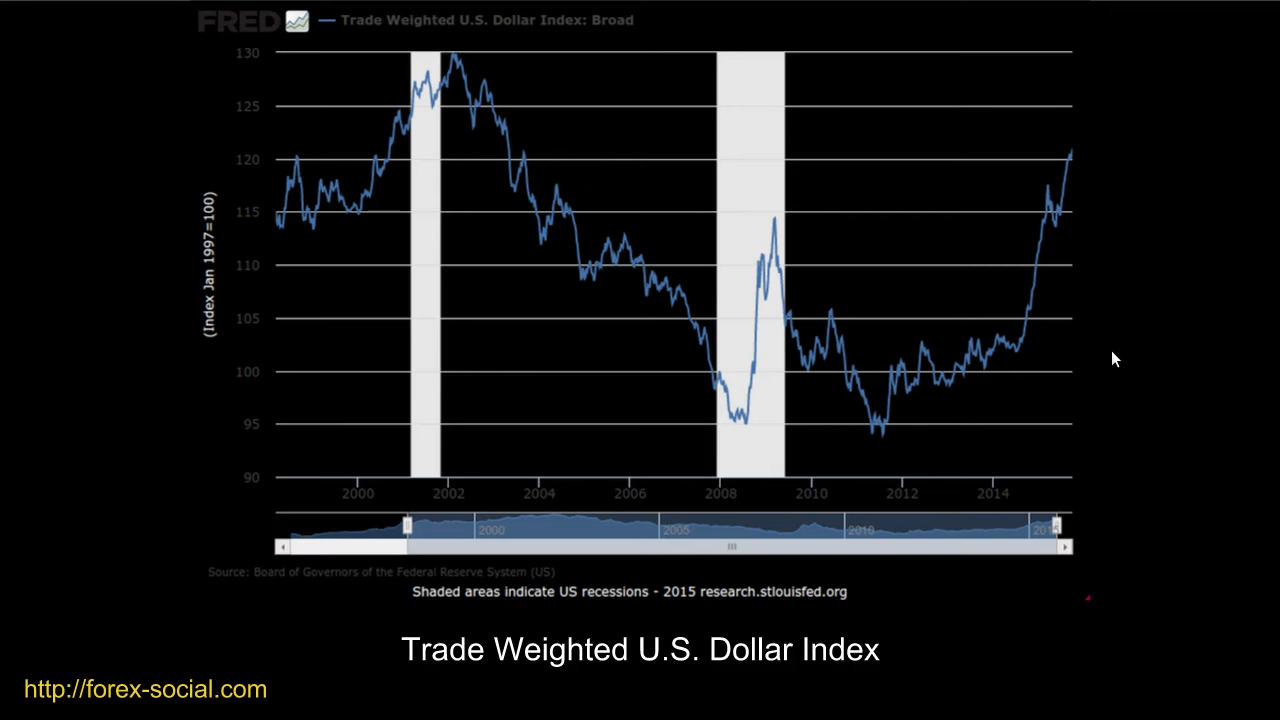 FRED — Trade Weighted U.S. Dollar Index: Broad
130
125
120
115
110
105
100
95
90
(Index Jan 1997=100)
2000 2002 2004 2006 2008 2010 2012 2014
2000 2005 2010
Source: Board of Governors of the Federal Reserve System (US)
Shaded areas indicate US recessions - 2015 research.stlouisfed.org
Trade Weighted U.S. Dollar Index
http://forex-social.com